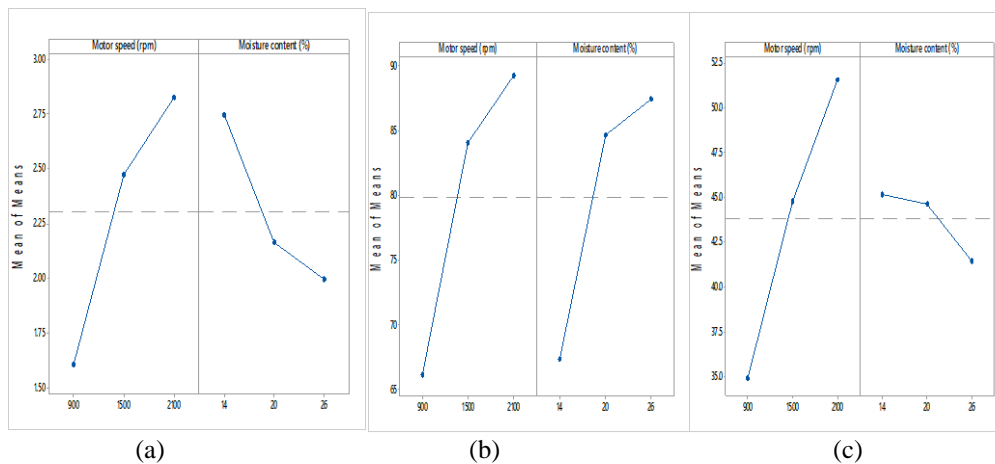 Motor speed (rpm) Moisture content (%)
3.00
2.75
2.50
2.25
2.00
1.75
1.50
Mean of Means
900 1500 2100 14 20 26
(a)
Motor speed (rpm) Moisture content (%)
90
85
80
75
70
65
Mean of Means
900 1500 2100 14 20 26
(b)
Motor speed (rpm) Moisture content (%)
52.5
50.0
47.5
45.0
42.5
40.0
37.5
35.0
Mean of Means
900 1500 2100 14 20 26
(c)